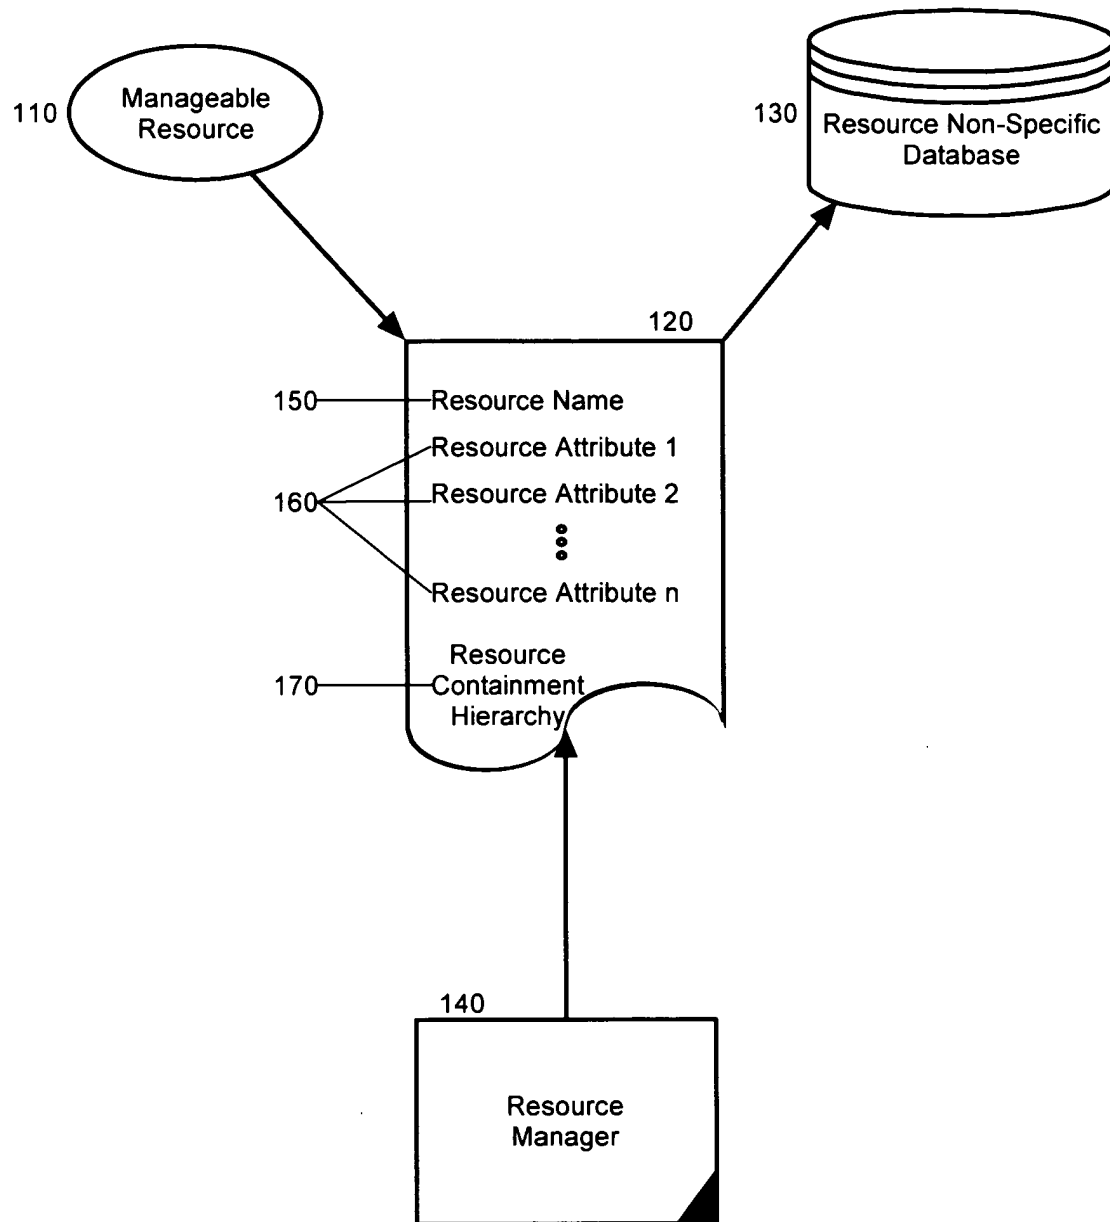 110
Manageable
Resource
130
Resource Non-Specific
Database
120
150
Resource Name
Resource Attribute 1
160
Resource Attribute 2
Resource Attribute n
170
Resource
Containment
Hierarchy
140
Resource
Manager